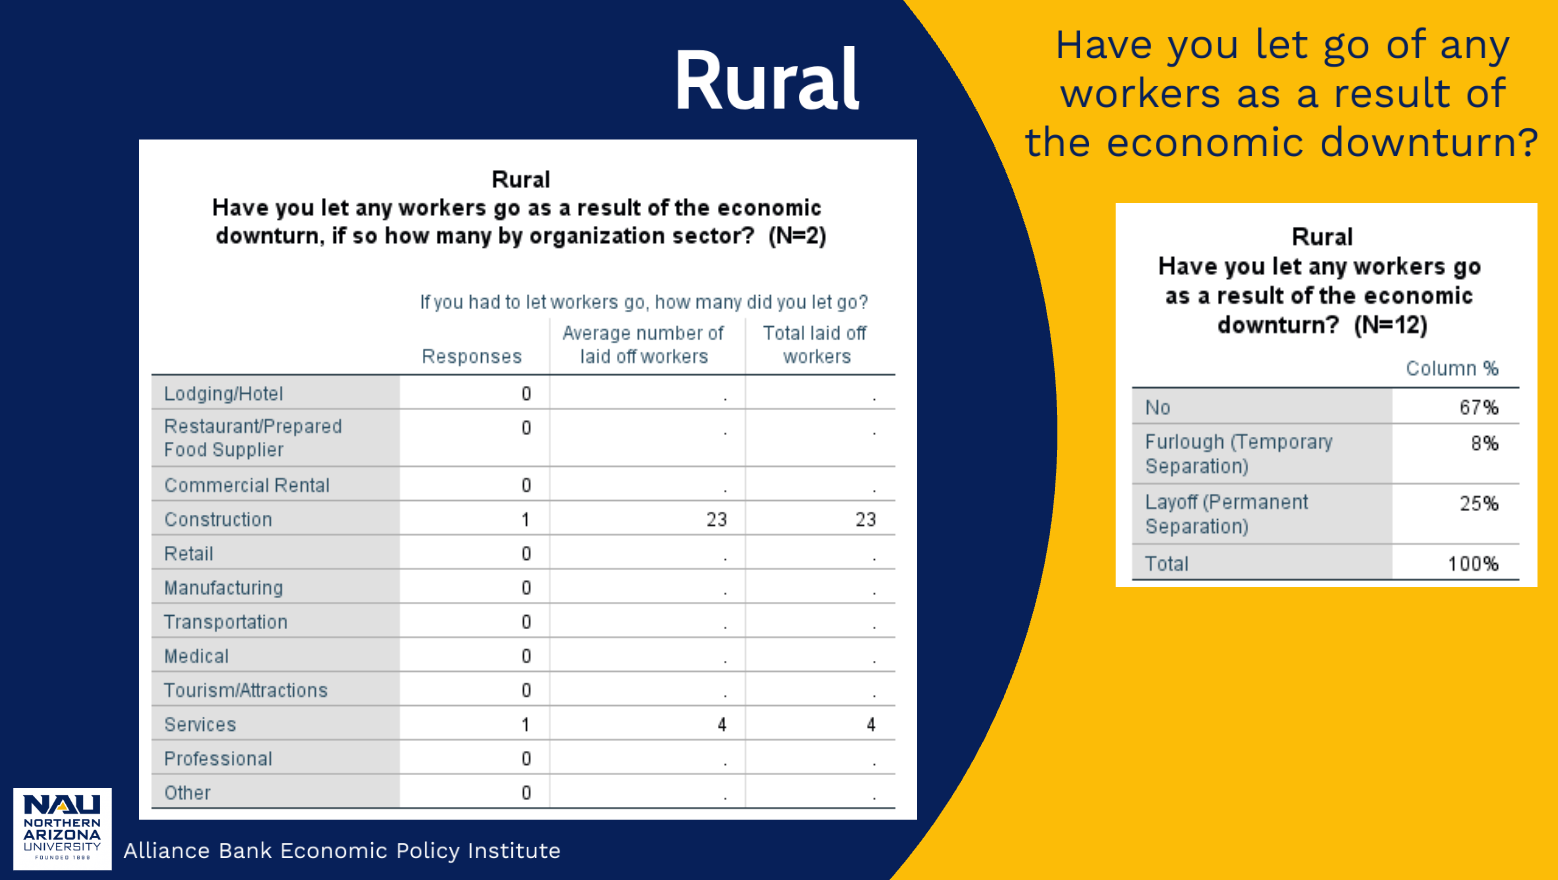 Rural
Have you let go of any
workers as a result of
the economic downturn?
Rural
Have you let any workers go as a result of the economic
downturn, if so how many by organization sector?  (N=2)
If you had to let workers go, how many did you let go?
Responses
Average number of
laid off workers
Total laid off
workers
Lodging/Hotel 0 . .
Restaurant/Prepared
Food Supplier 0 . .
Commercial Rental 0 . .
Construction 1 23 23
Retail 0 . .
Manufacturing 0 . .
Transportation 0 . .
Medical 0 . .
Tourism/Attractions 0 . .
Services 1 4 4
Professional 0 . .
Other 0 . .
Rural
Have you let any workers go
as a result of the economic
downturn?  (N=12)
Column %
No 67%
Furlough (Temporary
Separation) 8%
Layoff (Permanent
Separation) 25%
Total 100%
NAU
NORTHERN
ARIZONA
UNIVERSITY
FOUNDED 1899
Alliance Bank Economic Policy Institute